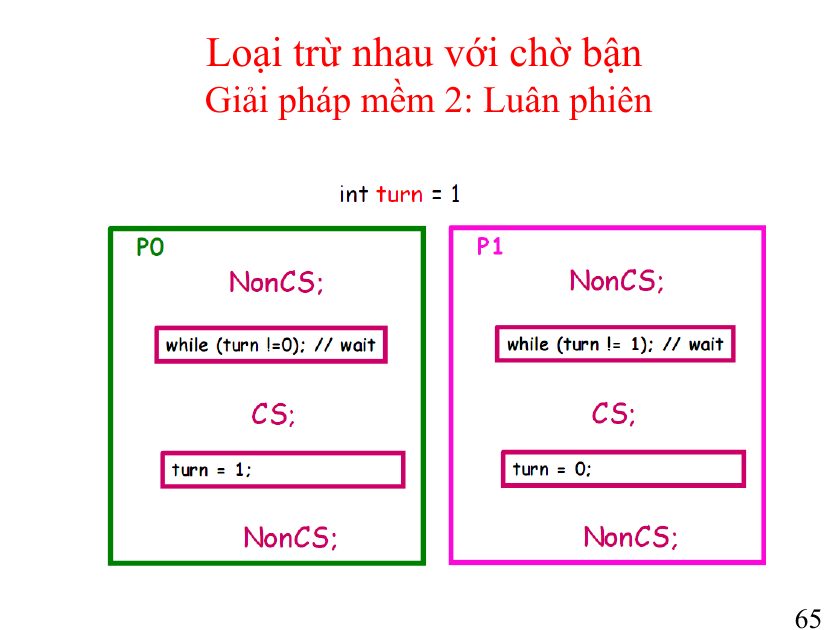 Loại trừ nhau với chờ bận
Giải pháp mềm 2: Luân phiên
int turn = 1
P0
NonCS;
while (turn !=0); // wait
CS;
turn = 1;
NonCS;
P1
NonCS;
while (turn != 1); // wait
CS;
turn = 0;
NonCS;
65